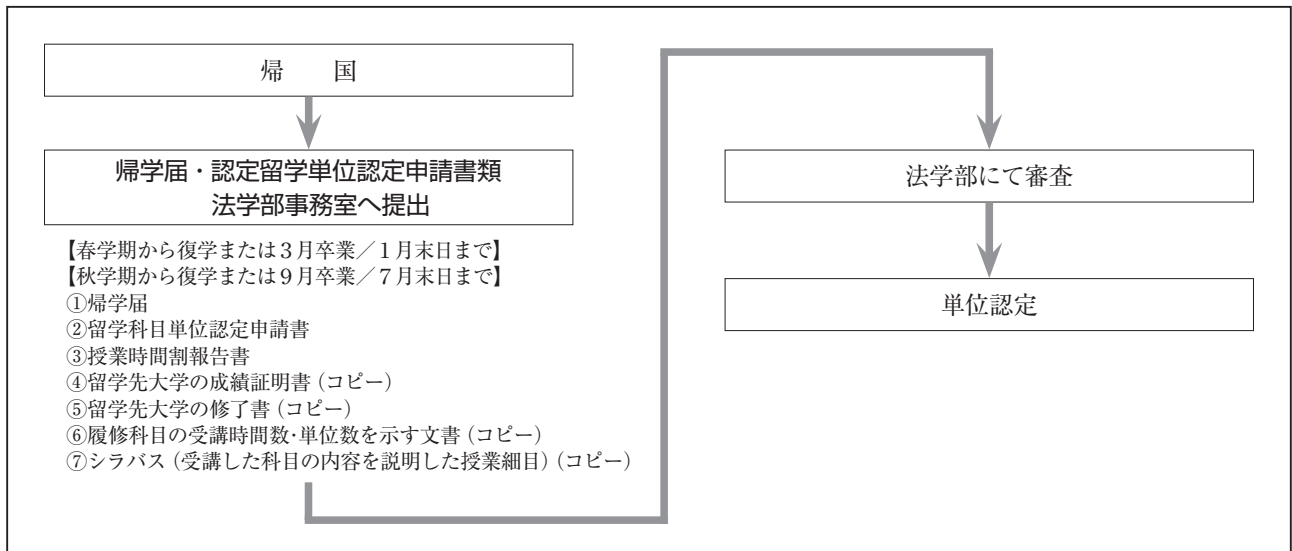 帰　　国
帰学届・認定留学単位認定申請書類
法学部事務室へ提出
【春学期から復学または３月卒業／１月末日まで】
【秋学期から復学または９月卒業／７月末日まで】
①帰学届
②留学科目単位認定申請書
③授業時間割報告書
④留学先大学の成績証明書（コピー）
⑤留学先大学の修了書（コピー）
⑥履修科目の受講時間数・単位数を示す文書（コピー）
⑦シラバス（受講した科目の内容を説明した授業細目）（コピー）
法学部にて審査
単位認定